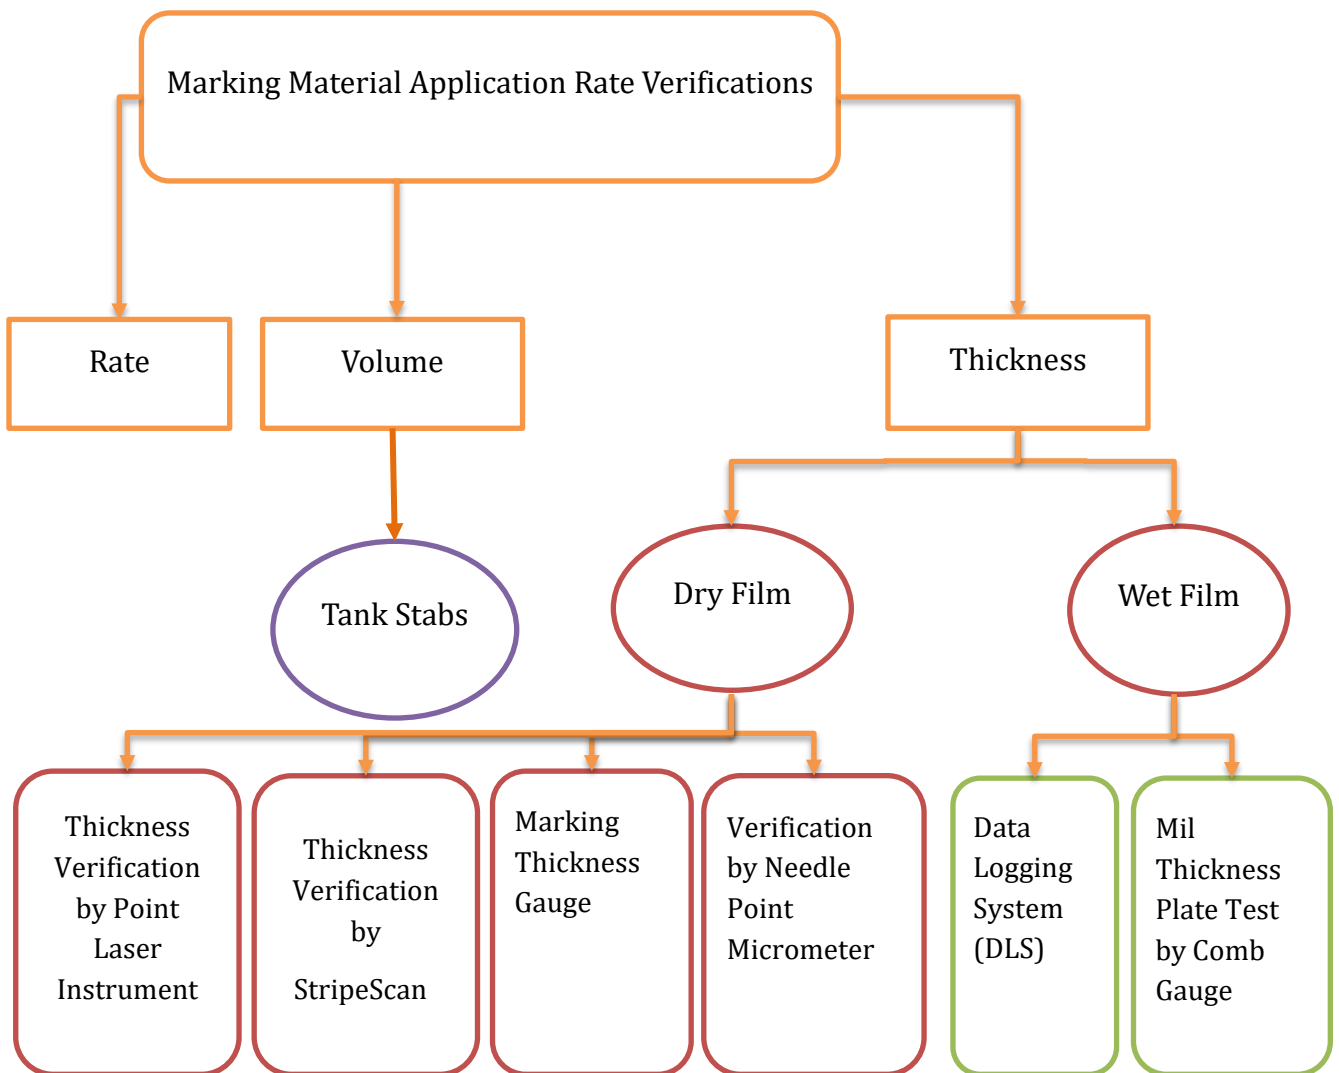 Marking Material Application Rate Verifications
Rate
Volume
Thickness
Tank Stabs
Dry Film
Wet Film
Thickness
Verification
by Point
Laser
Instrument
Thickness
Verification
by
StripeScan
Marking
Thickness
Gauge
Verification
by Needle
Point
Micrometer
Data
Logging
System
(DLS)
Mil
Thickness
Plate Test
by Comb
Gauge